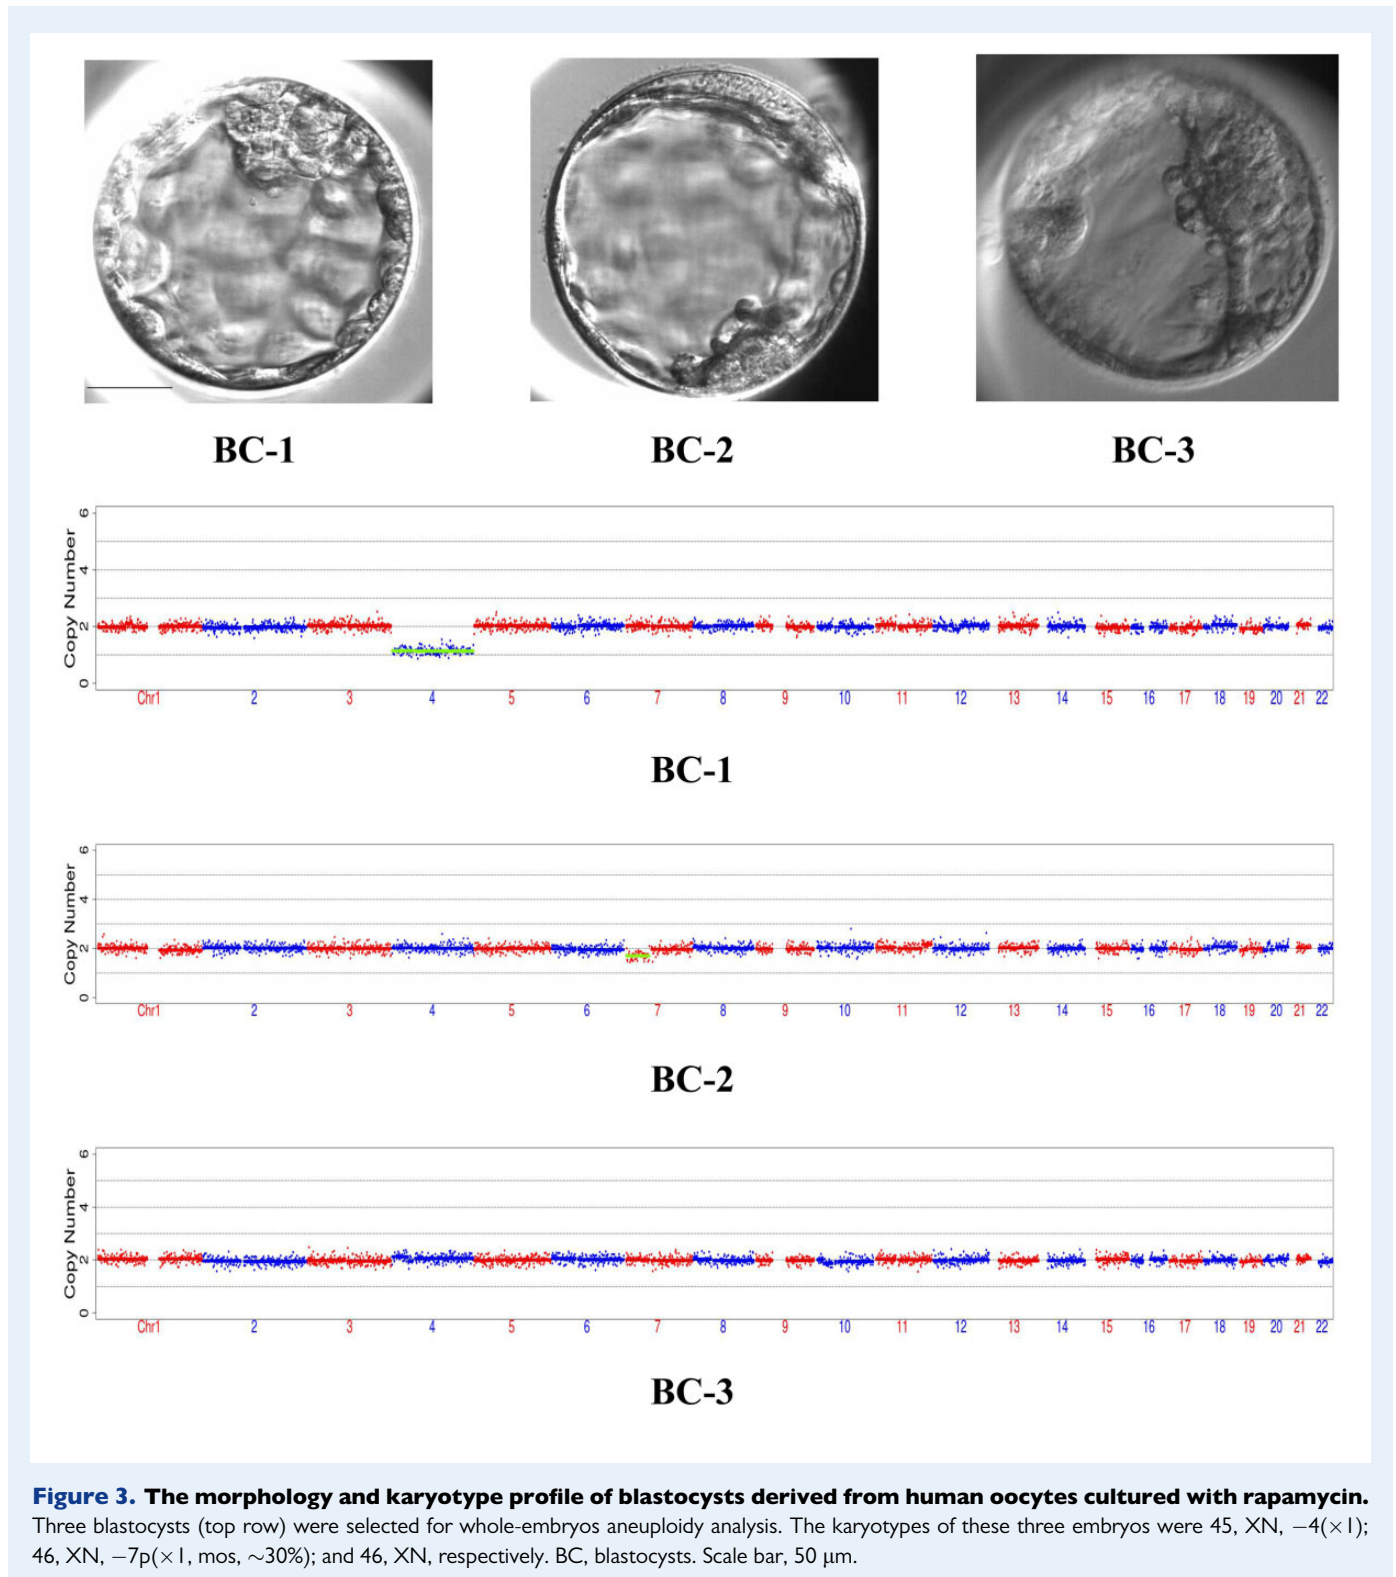 BC-1 BC-2 BC-3
Copy Number
6
4
2
0
Chr1 2 3 4 5 6 7 8 9 10 11 12 13 14 15 16 17 18 19 20 21 22
BC-1
Copy Number
6
4
2
0
Chr1 2 3 4 5 6 7 8 9 10 11 12 13 14 15 16 17 18 19 20 21 22
BC-2
Copy Number
6
4
2
0
Chr1 2 3 4 5 6 7 8 9 10 11 12 13 14 15 16 17 18 19 20 21 22
BC-3
Figure 3. The morphology and karyotype profile of blastocysts derived from human oocytes cultured with rapamycin.
Three blastocysts (top row) were selected for whole-embryos aneuploidy analysis. The karyotypes of these three embryos were 45, XN, −4(×1);
46, XN, −7p(×1, mos, ∼30%); and 46, XN, respectively. BC, blastocysts. Scale bar, 50 μm.